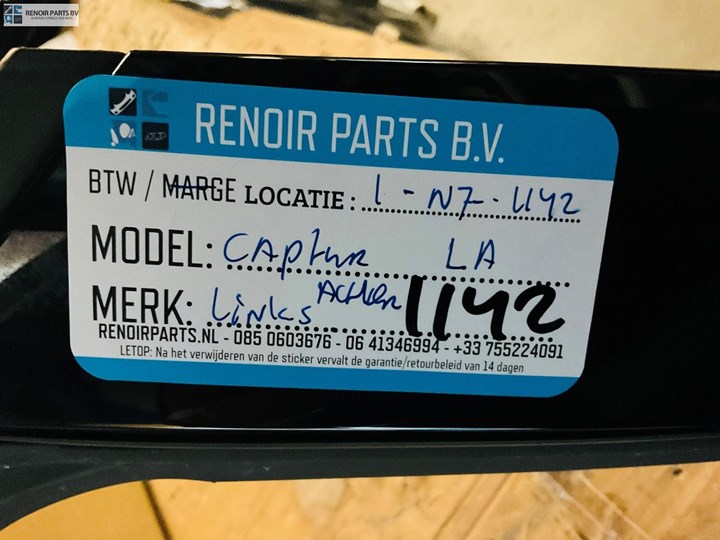 RENOIR PARTS BV
RENOIR PARTS B.V.
BTW / MARGE LOCATIE: 1 - N7 - 1142
MODEL: CAPtuR LA
MERK: Links Achter 1142
RENOIRPARTS.NL - 085 0603676 - 06 41346994 - +33 755224091
LETOP: Na het verwijderen van de sticker vervalt de garantie/retourbeleid van 14 dagen